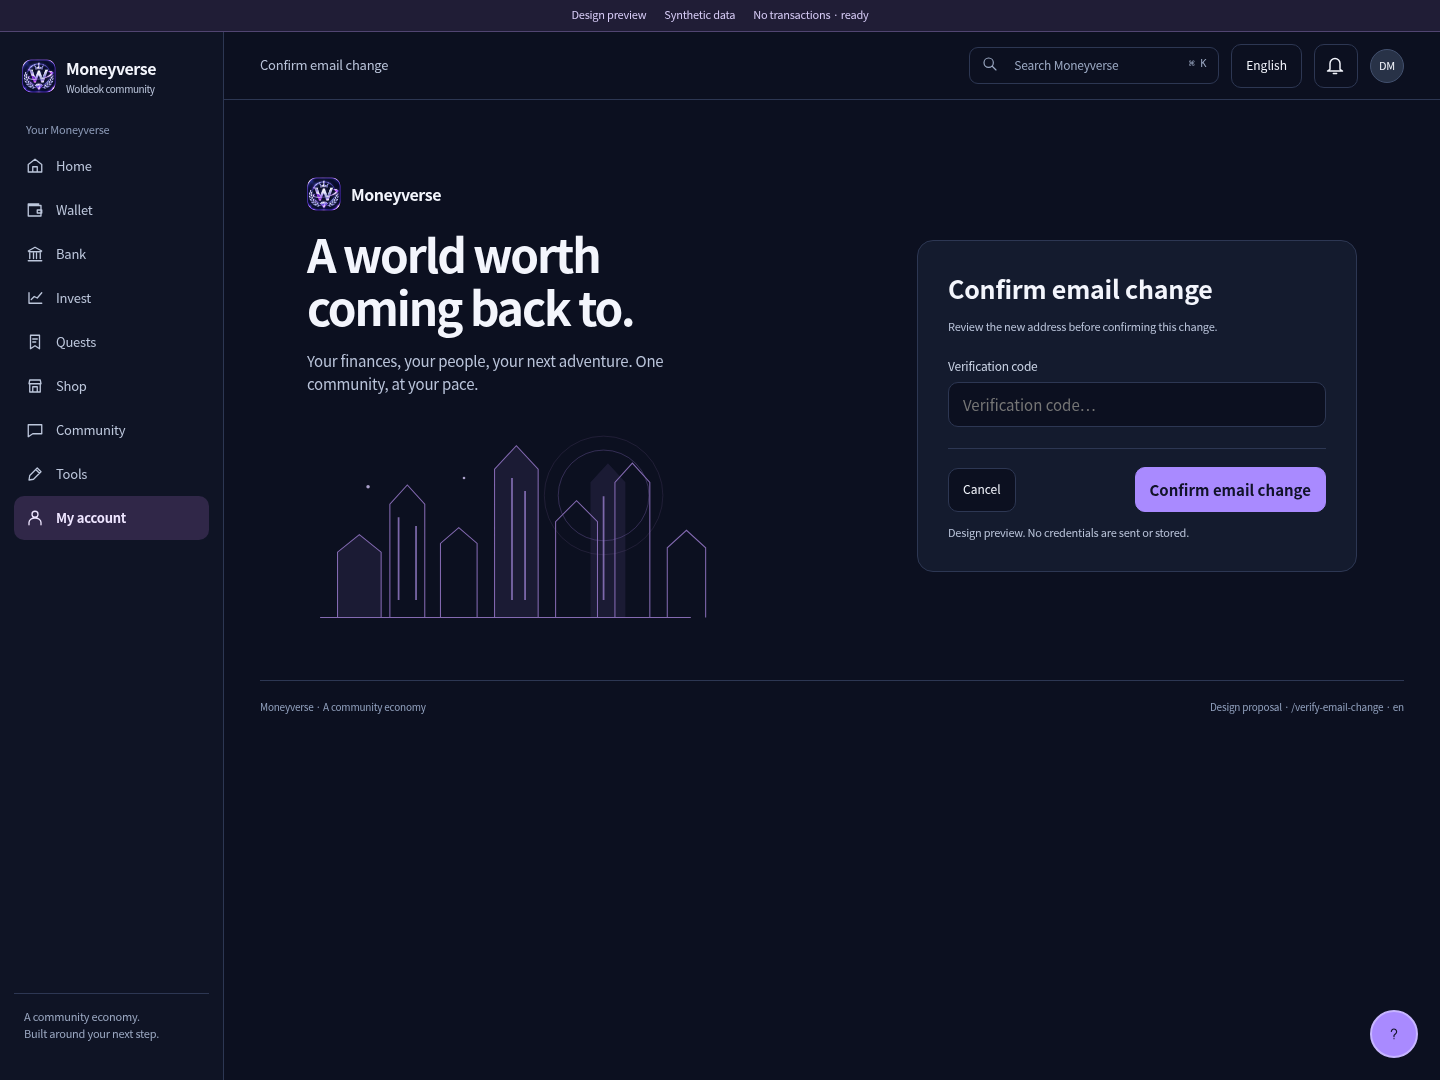 Design preview Synthetic data No transactions · ready
Moneyverse
Woldeok community
Confirm email change
Search Moneyverse
⌘ K
English
DM
Your Moneyverse
Home
Wallet
Bank
Invest
Quests
Shop
Community
Tools
My account
Moneyverse
A world worth
coming back to.
Your finances, your people, your next adventure. One
community, at your pace.
Confirm email change
Review the new address before confirming this change.
Verification code
Verification code…
Cancel
Confirm email change
Design preview. No credentials are sent or stored.
Moneyverse · A community economy
Design proposal · /verify-email-change · en
A community economy.
Built around your next step.
?